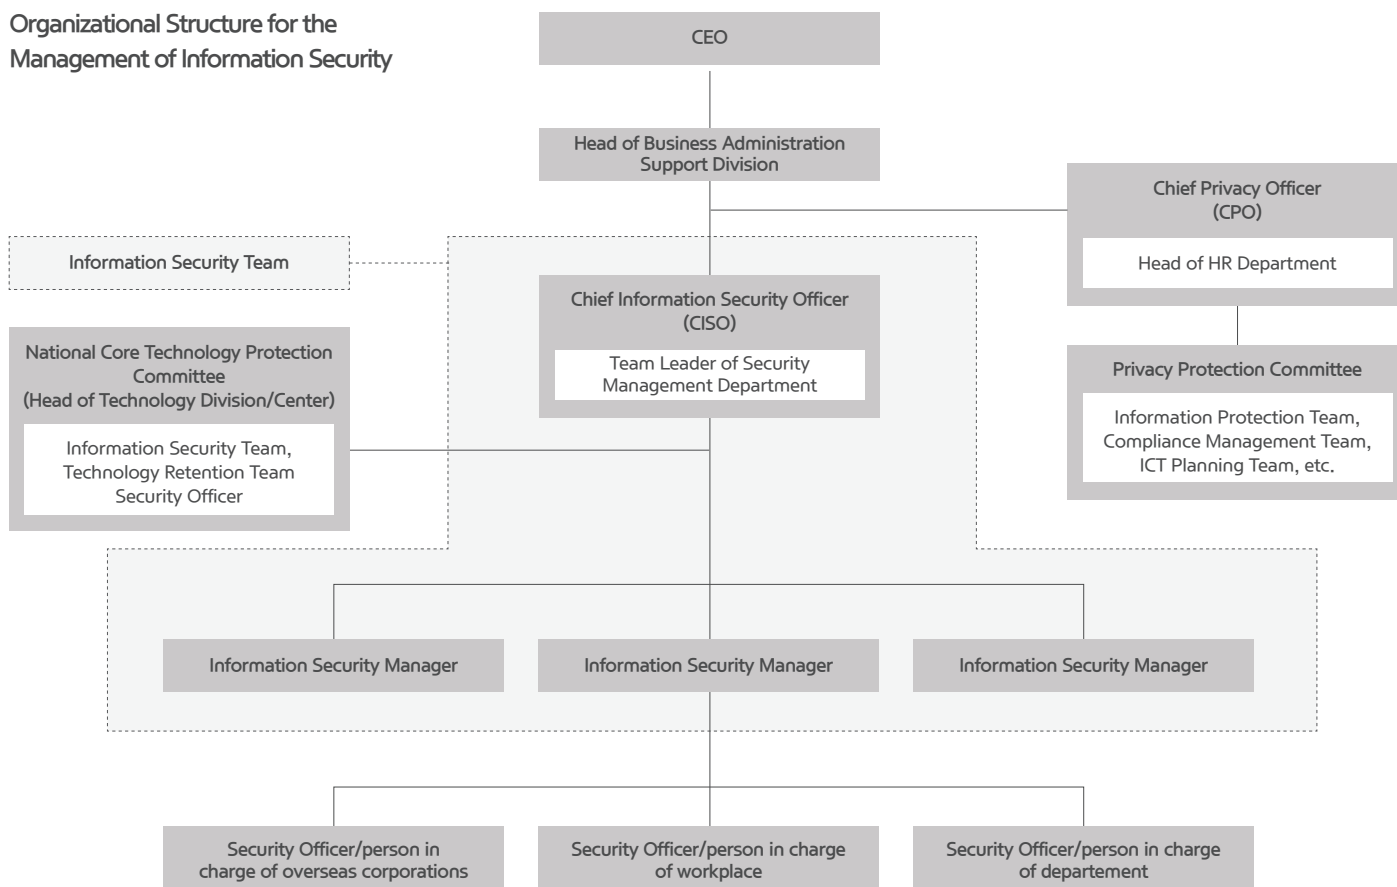 Organizational Structure for the
Management of Information Security
CEO
Head of Business Administration
Support Division
Chief Privacy Officer
(CPO)
Head of HR Department
Information Security Team
Chief Information Security Officer
(CISO)
Team Leader of Security
Management Department
National Core Technology Protection
Committee
(Head of Technology Division/Center)
Information Security Team,
Technology Retention Team
Security Officer
Privacy Protection Committee
Information Protection Team,
Compliance Management Team,
ICT Planning Team, etc.
Information Security Manager
Information Security Manager
Information Security Manager
Security Officer/person in
charge of overseas corporations
Security Officer/person in charge
of workplace
Security Officer/person in charge
of departement